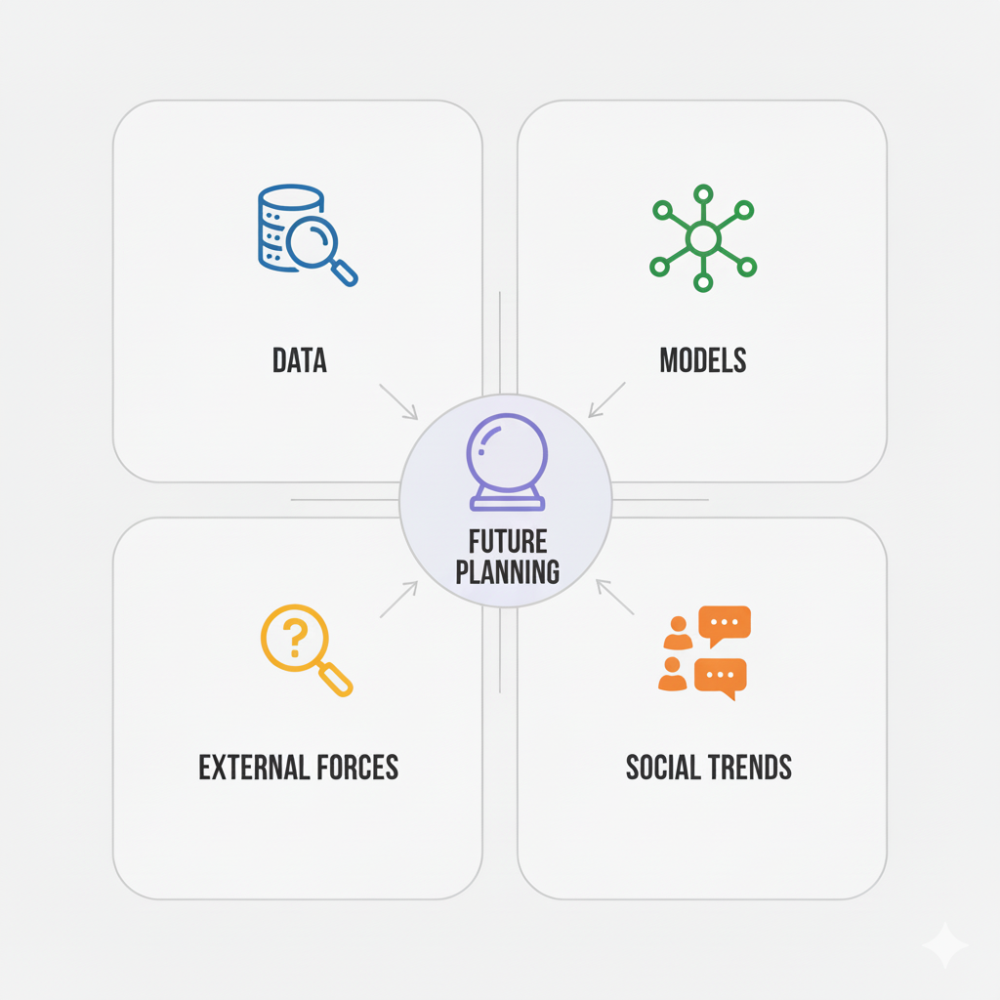 DATA
MODELS
FUTURE
PLANNING
?
EXTERNAL FORCES
SOCIAL TRENDS